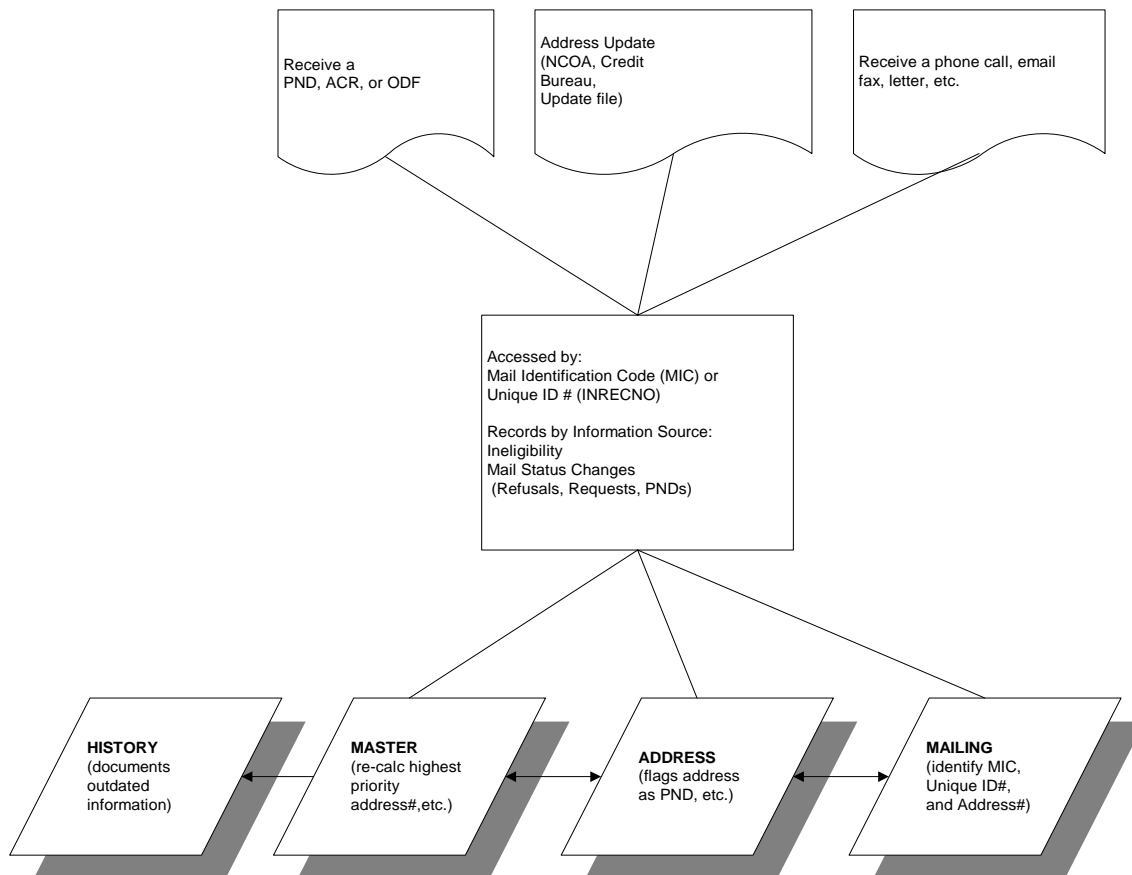 Receive a
PND, ACR, or ODF
Address Update
(NCOA, Credit
Bureau,
Update file)
Receive a phone call, email
fax, letter, etc.
Accessed by:
Mail Identification Code (MIC) or
Unique ID # (INRECNO)
Records by Information Source:
Ineligibility
Mail Status Changes
(Refusals, Requests, PNDs)
HISTORY
(documents
outdated
information)
MASTER
(re-calc highest
priority
address#,etc.)
ADDRESS
(flags address
as PND, etc.)
MAILING
(identify MIC,
Unique ID#,
and Address#)